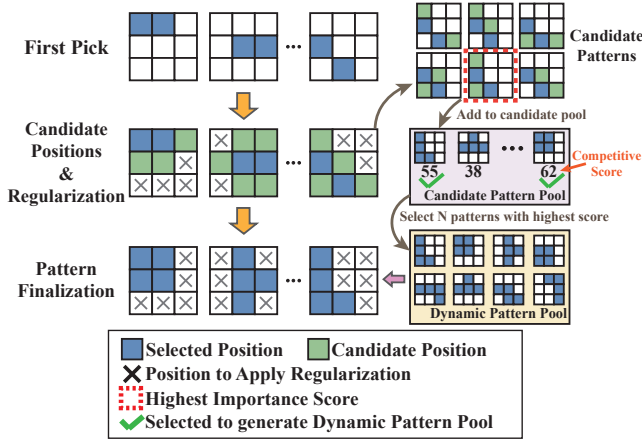 First Pick
...
Candidate
Patterns
Add to candidate pool
Candidate
Positions
&
Regularization
...
...
55 38 62
Competitive
Score
Candidate Pattern Pool
Select N patterns with highest score
Pattern
Finalization
...
Dynamic Pattern Pool
Selected Position
Candidate Position
Position to Apply Regularization
Highest Importance Score
Selected to generate Dynamic Pattern Pool